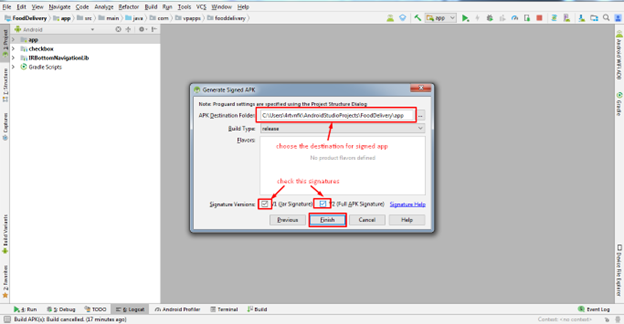 File Edit View Navigate Code Analyze Refactor Build Run Tools VCS Window Help
FoodDelivery app src main java com vpapps fooddelivery
app
Android
1: Project
app
checkbox
IRBottomNavigationLib
Gradle Scripts
Z: Structure
Captures
Build Variants
2: Favorites
Android WiFi ADB
Gradle
Device File Explorer
Generate Signed APK
Note: Proguard settings are specified using the Project Structure Dialog
APK Destination Folder: C:\Users\ArtvnfX\AndroidStudioProjects\FoodDelivery\app ...
Build Type: release
Flavors:
choose the destination for signed app
No product flavors defined
check this signatures
Signature Versions: V1 (Jar Signature) V2 (Full APK Signature) Signature Help
Previous Finish Cancel Help
4: Run 5: Debug TODO 6: Logcat Android Profiler Terminal Build Event Log
Build APK(s): Build cancelled. (17 minutes ago) Context: <no context>